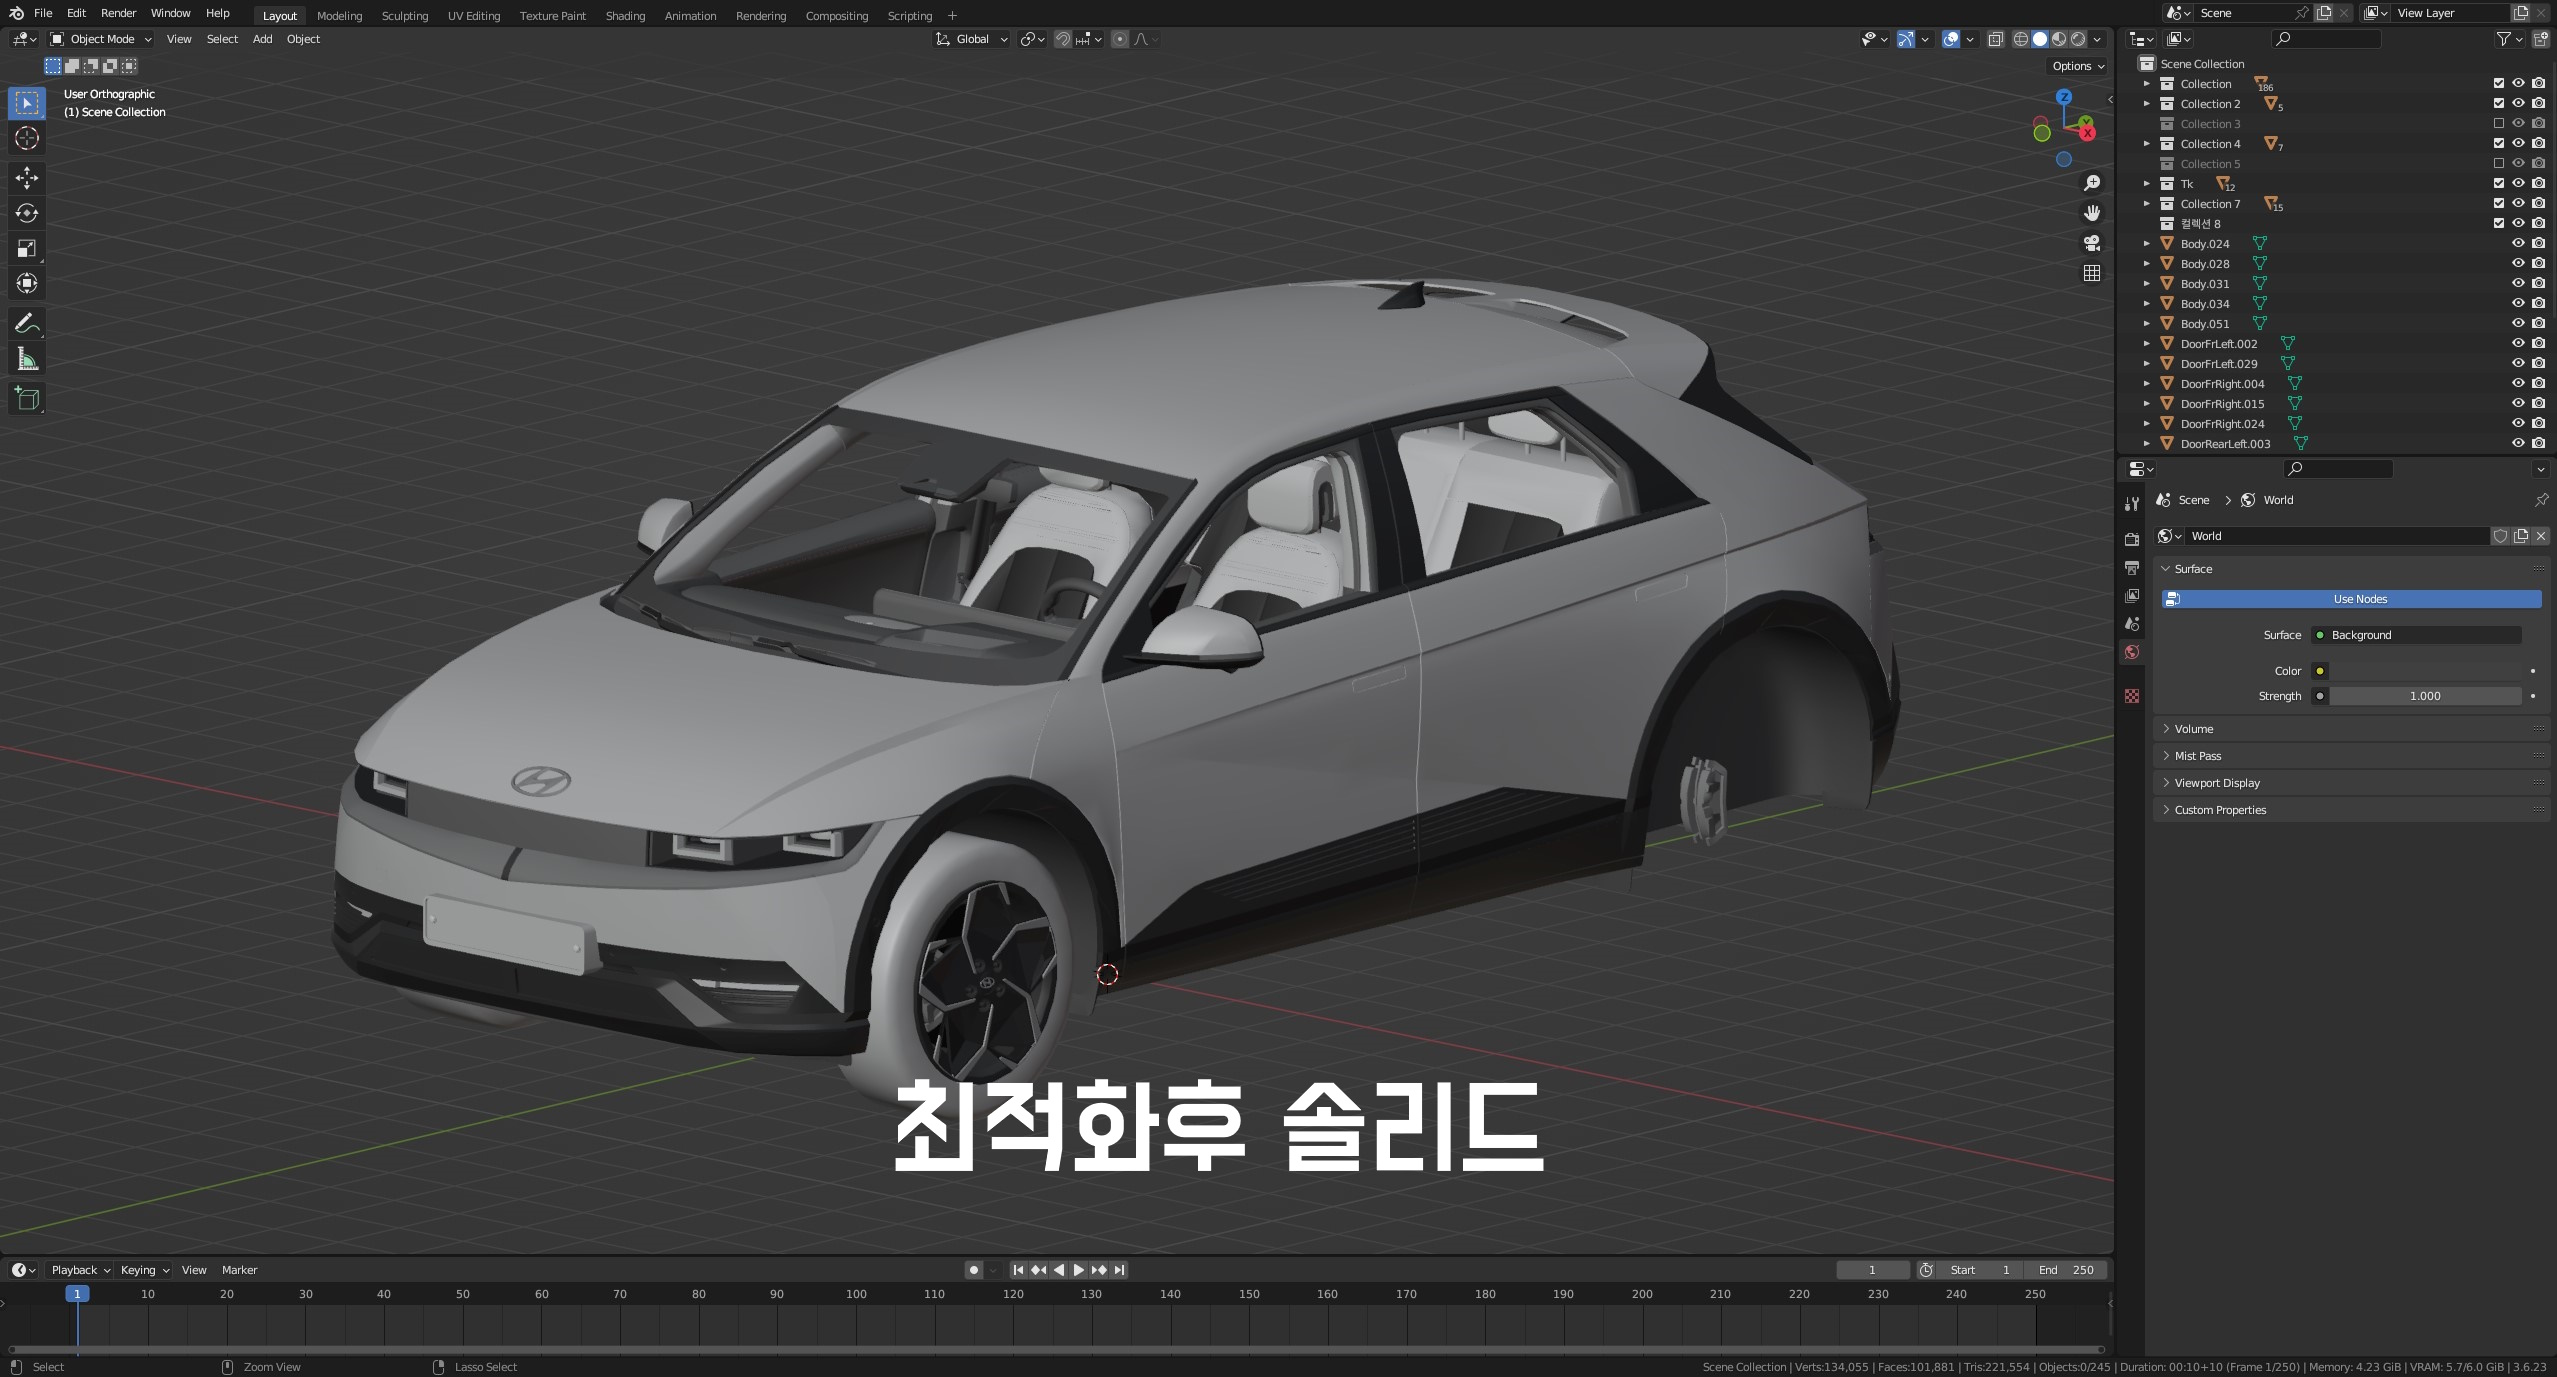 File Edit Render Window Help Layout Modeling Sculpting UV Editing Texture Paint Shading Animation Rendering Compositing Scripting + Scene View Layer
Object Mode View Select Add Object Global
Options
User Orthographic
(1) Scene Collection
Z
Y
X
Scene Collection
Collection 186
Collection 2 5
Collection 3
Collection 4 7
Collection 5
Tk 12
Collection 7 15
컬렉션 8
Body.024
Body.028
Body.031
Body.034
Body.051
DoorFrLeft.002
DoorFrLeft.029
DoorFrRight.004
DoorFrRight.015
DoorFrRight.024
DoorRearLeft.003
Scene > World
World
Surface
Use Nodes
Surface Background
Color
Strength 1.000
Volume
Mist Pass
Viewport Display
Custom Properties
최적화후 솔리드
Playback Keying View Marker 1 Start 1 End 250
1 10 20 30 40 50 60 70 80 90 100 110 120 130 140 150 160 170 180 190 200 210 220 230 240 250
Select Zoom View Lasso Select Scene Collection | Verts:134,055 | Faces:101,881 | Tris:221,554 | Objects:0/245 | Duration: 00:10+10 (Frame 1/250) | Memory: 4.23 GiB | VRAM: 5.7/6.0 GiB | 3.6.23